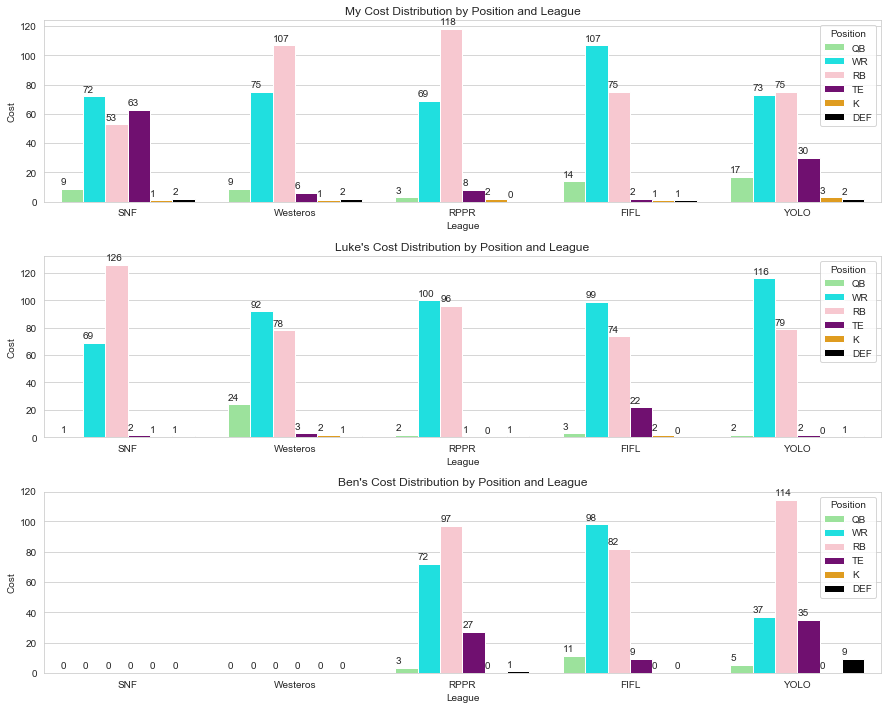 My Cost Distribution by Position and League
Cost
120
100
80
60
40
20
0
9 72 53 63 1 2
9 75 107 6 1 2
3 69 118 8 2 0
14 107 75 2 1 1
17 73 75 30 3 2
SNF Westeros RPPR FIFL YOLO
League
Position
QB
WR
RB
TE
K
DEF
Luke's Cost Distribution by Position and League
Cost
120
100
80
60
40
20
0
1 69 126 2 1 1
24 92 78 3 2 1
2 100 96 1 0 1
3 99 74 22 2 0
2 116 79 2 0 1
SNF Westeros RPPR FIFL YOLO
League
Position
QB
WR
RB
TE
K
DEF
Ben's Cost Distribution by Position and League
Cost
120
100
80
60
40
20
0
0 0 0 0 0 0
0 0 0 0 0 0
3 72 97 27 0 1
11 98 82 9 0 0
5 37 114 35 0 9
SNF Westeros RPPR FIFL YOLO
League
Position
QB
WR
RB
TE
K
DEF